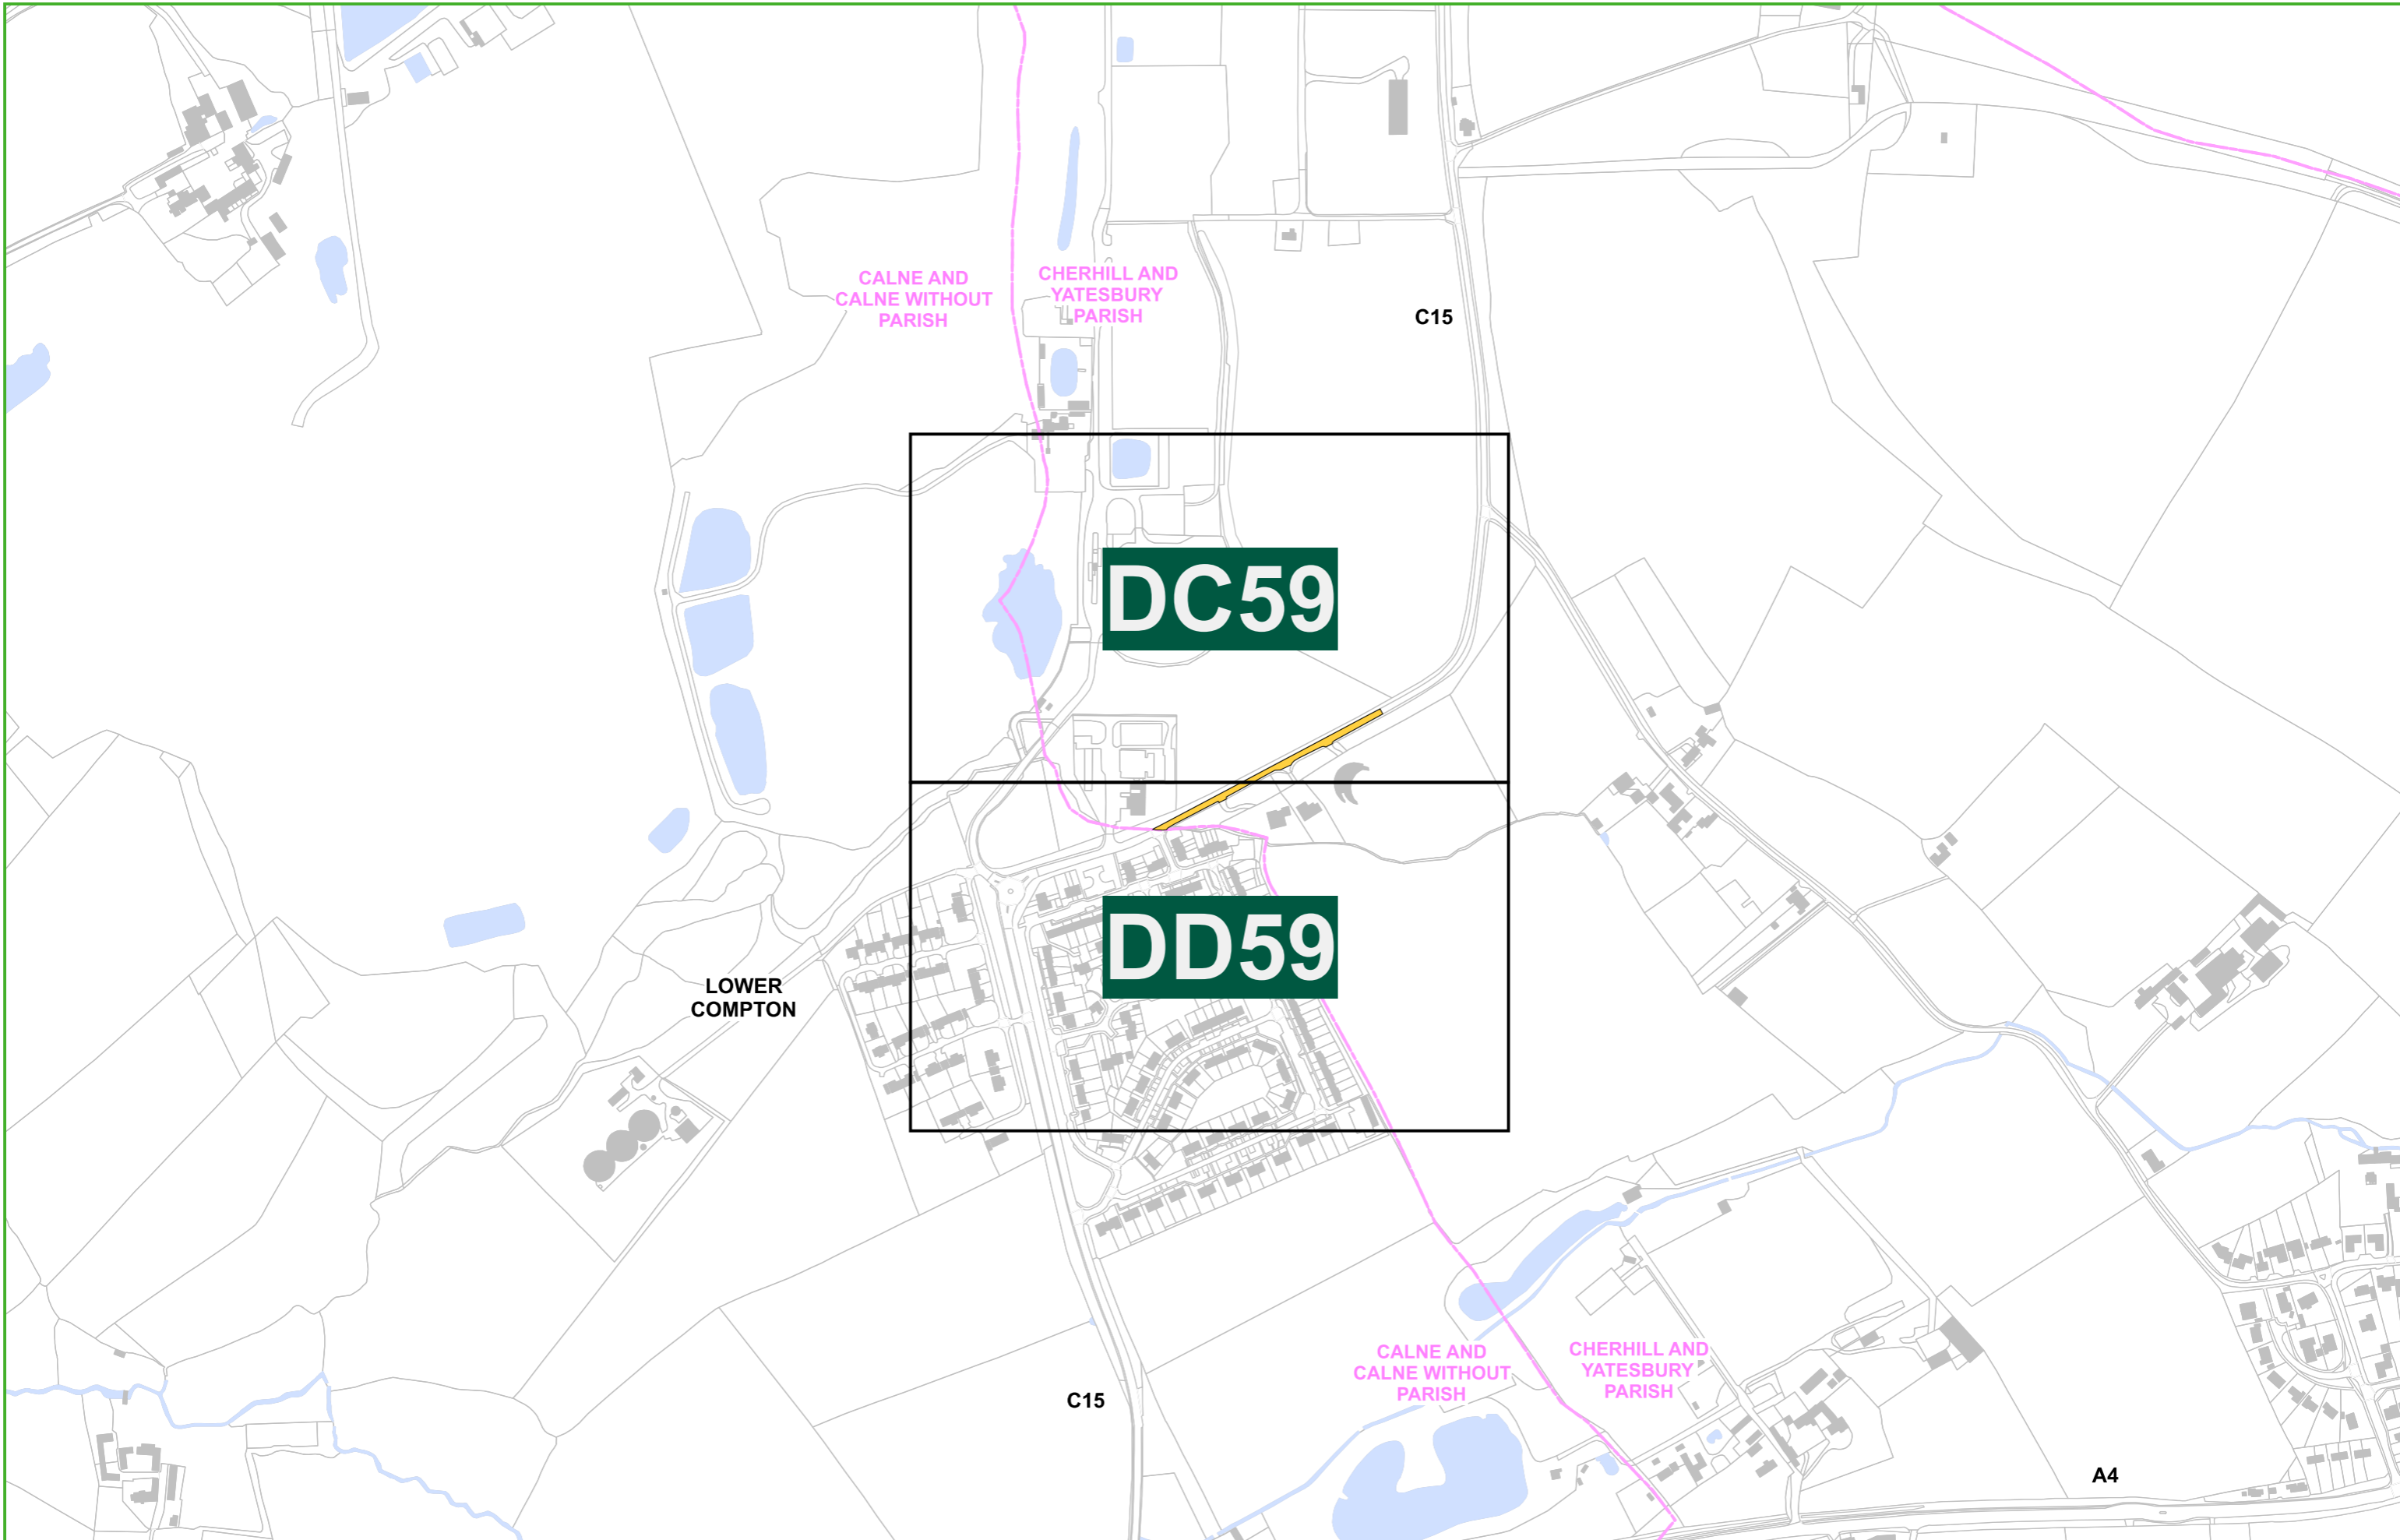 CALNE AND
CALNE WITHOUT
PARISH
CHERHILL AND
YATESBURY
PARISH
C15
DC59
DD59
LOWER
COMPTON
CALNE AND
CALNE WITHOUT
PARISH
CHERHILL AND
YATESBURY
PARISH
C15
A4